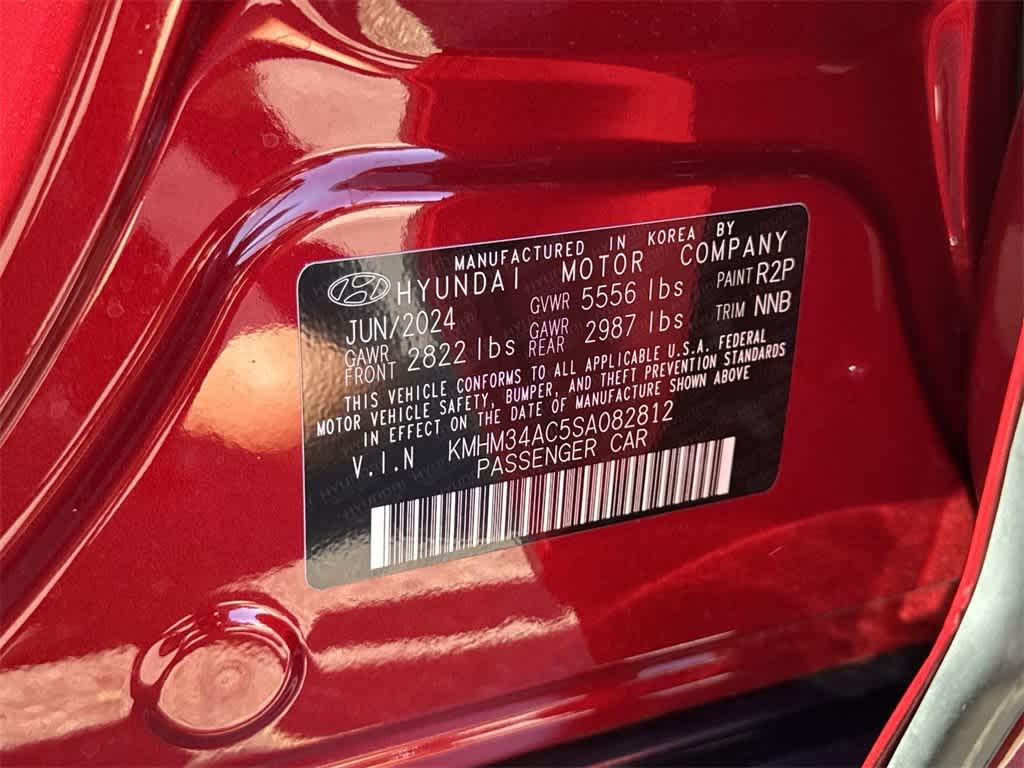 MANUFACTURED IN KOREA BY
HYUNDAI MOTOR COMPANY
JUN/2024 GVWR 5556 lbs PAINT R2P
GAWR FRONT 2822 lbs GAWR REAR 2987 lbs TRIM NNB
THIS VEHICLE CONFORMS TO ALL APPLICABLE U.S.A. FEDERAL
MOTOR VEHICLE SAFETY, BUMPER, AND THEFT PREVENTION STANDARDS
IN EFFECT ON THE DATE OF MANUFACTURE SHOWN ABOVE
V.I.N KMHM34AC5SA082812
PASSENGER CAR